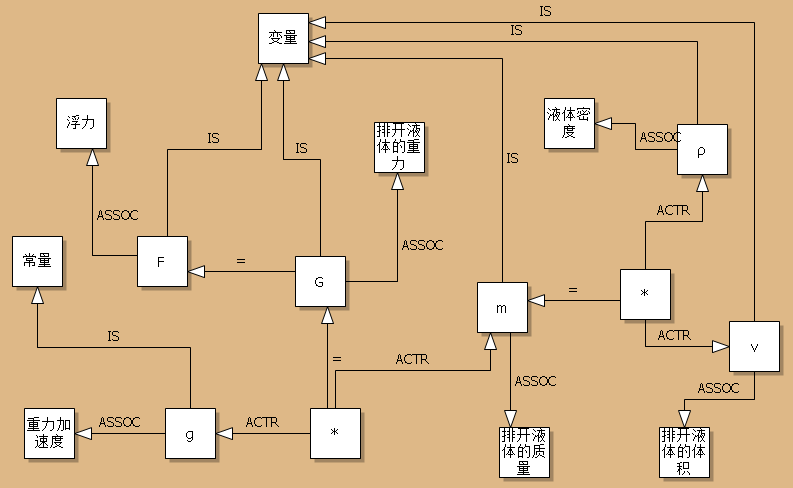 IS
IS
变量
浮力
排开液
体的重
力
液体密
度
ASSOC
ρ
IS
IS
IS
ACTR
ASSOC
ASSOC
常量
F
=
G
m
=
*
IS
=
ACTR
ACTR
v
ASSOC
ASSOC
重力加
速度
ASSOC
g
ACTR
*
排开液
体的质
量
排开液
体的体
积